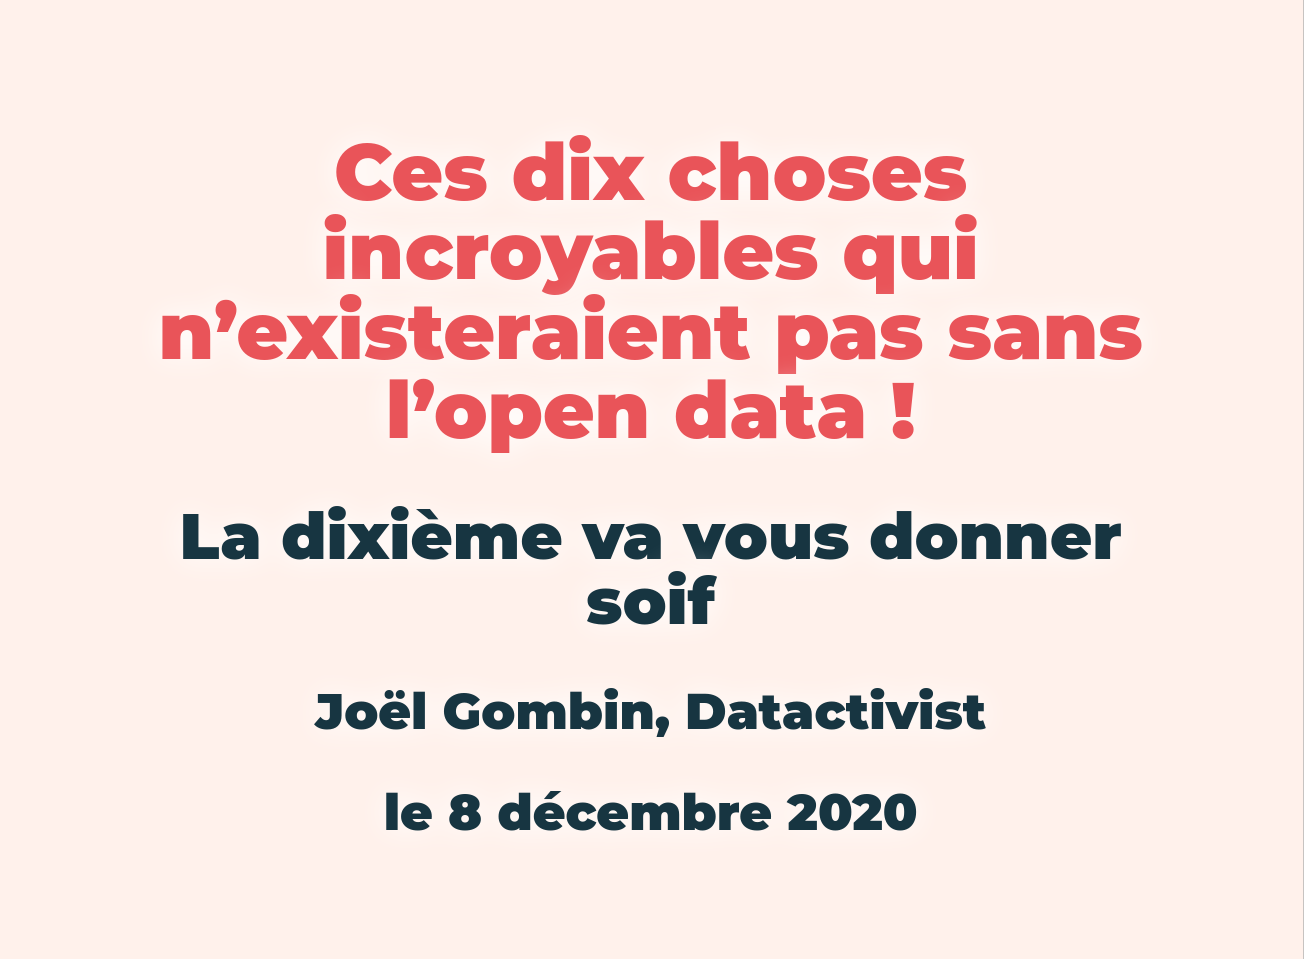 Ces dix choses
incroyables qui
n’existeraient pas sans
l’open data !
La dixième va vous donner
soif
Joël Gombin, Datactivist
le 8 décembre 2020